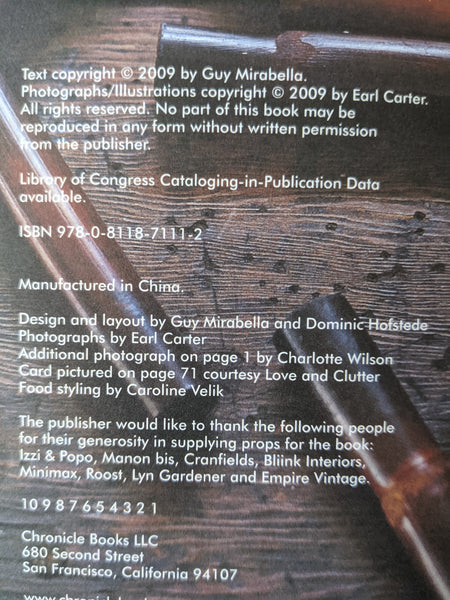 Text copyright © 2009 by Guy Mirabella.
Photographs/Illustrations copyright © 2009 by Earl Carter.
All rights reserved. No part of this book may be
reproduced in any form without written permission
from the publisher.
Library of Congress Cataloging-in-Publication Data
available.
ISBN 978-0-8118-7111-2
Manufactured in China.
Design and layout by Guy Mirabella and Dominic Hofstede
Photographs by Earl Carter
Additional photograph on page 1 by Charlotte Wilson
Card pictured on page 71 courtesy Love and Clutter
Food styling by Caroline Velik
The publisher would like to thank the following people
for their generosity in supplying props for the book:
Izzi & Popo, Manon bis, Cranfields, Bliink Interiors,
Minimax, Roost, Lyn Gardener and Empire Vintage.
10 9 8 7 6 5 4 3 2 1
Chronicle Books LLC
680 Second Street
San Francisco, California 94107